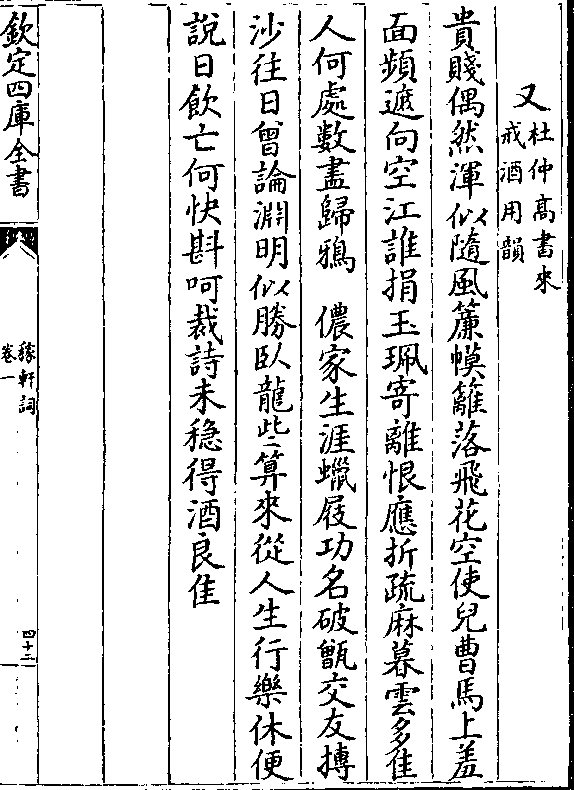 又杜仲高書來
戒酒用韻
貴賤偶然渾似隨風簾幙籬落飛花空使兒曹馬上羞
面頻遮向空江誰捐玉珮寄離恨應折疏麻暮雲多佳
人何處數盡歸鴉　儂家生涯蠟屐功名破甑交友摶
沙往日曾論淵明似勝臥龍些算來從人生行樂休便
說日飲亡何快斟呵裁詩未穏得酒良佳
欽定四庫全書
稼軒詞
卷一
四十二